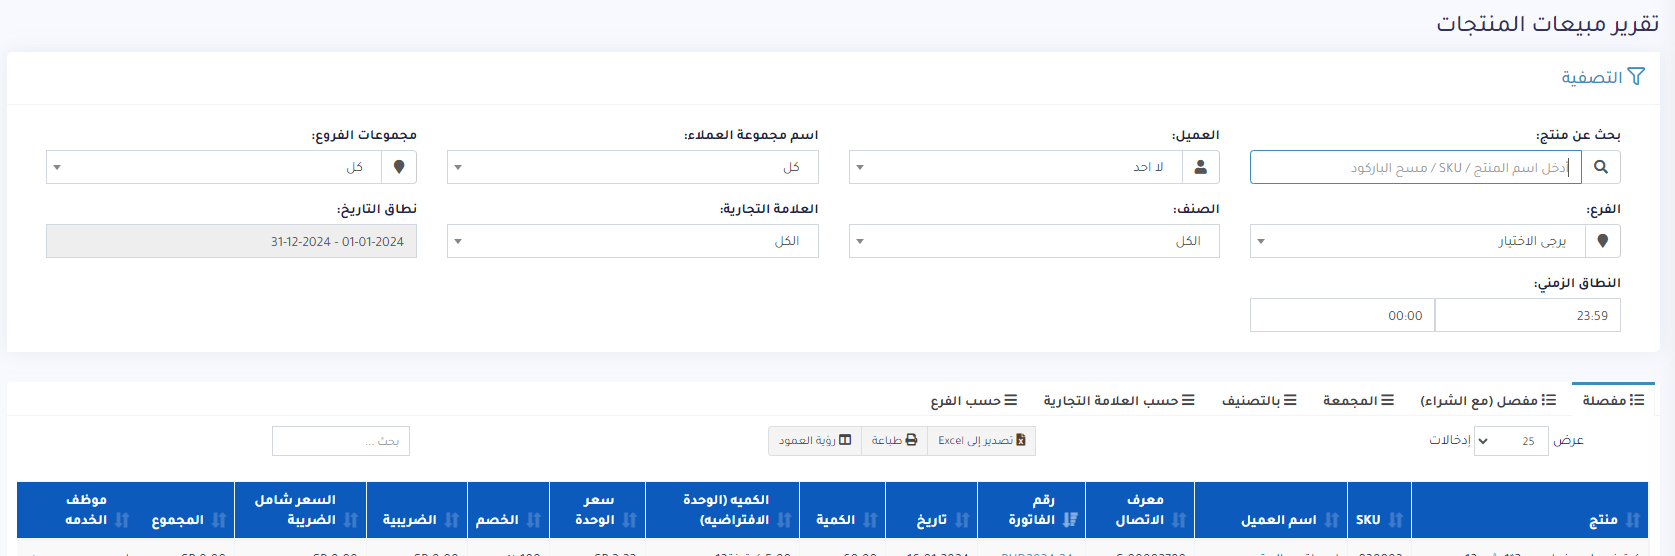 تقرير مبيعات المنتجات
التصفية
بحث عن منتج: العميل: اسم مجموعة العملاء: مجموعات الفروع:
أدخل اسم المنتج / SKU / مسح الباركود لا احد كل كل
الفرع: الصنف: العلامة التجارية: نطاق التاريخ:
يرجى الاختيار الكل الكل 31-12-2024 - 01-01-2024
النطاق الزمني:
23:59 00:00
مفصلة مفصل (مع الشراء) المجمعة بالتصنيف حسب العلامة التجارية حسب الفرع
عرض 25 إدخالات تصدير إلى Excel طباعة رؤية العمود بحث ...
منتج SKU اسم العميل معرف الاتصال رقم الفاتورة تاريخ الكمية الكميه (الوحدة الافتراضيه) سعر الوحدة الخصم الضريبية السعر شامل الضريبة المجموع موظف الخدمه